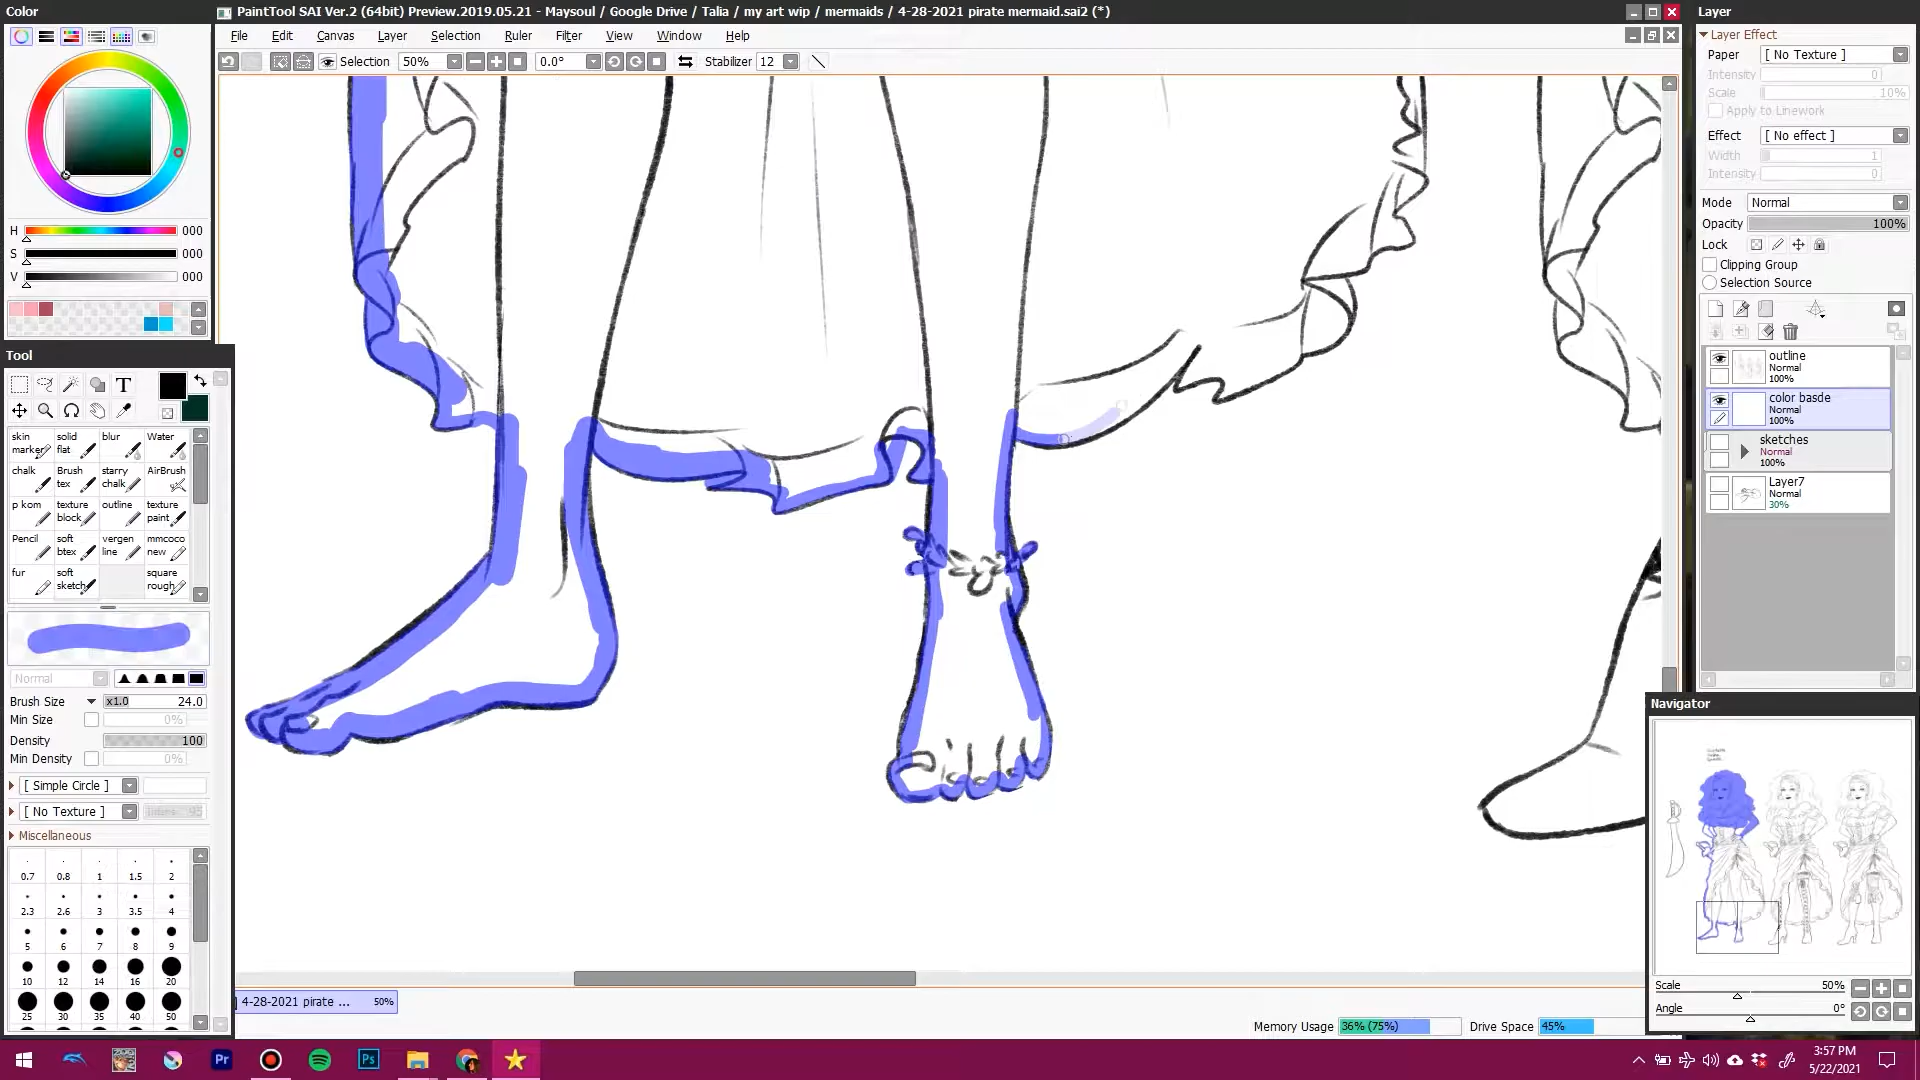 Color
PaintTool SAI Ver.2 (64bit) Preview.2019.05.21 - Maysoul / Google Drive / Talia / my art wip / mermaids / 4-28-2021 pirate mermaid.sai2 (*)
Layer
File Edit Canvas Layer Selection Ruler Filter View Window Help
Selection 50% 0.0° Stabilizer 12
Layer Effect
Paper [ No Texture ]
Intensity 0
Scale 10%
Apply to Linework
Effect [ No effect ]
Width 1
Intensity 0
Mode Normal
Opacity 100%
Lock
Clipping Group
Selection Source
H 000
S 000
V 000
outline
Normal
100%
color basde
Normal
100%
sketches
Normal
100%
Layer7
Normal
30%
Tool
T
skin marker solid flat blur Water
chalk Brush tex starry chalk AirBrush
p kom texture block outline texture paint
Pencil soft btex vergen line mmcoco new
fur soft sketch square rough
Normal
Brush Size x1.0 24.0
Min Size 0%
Density 100
Min Density 0%
[ Simple Circle ]
[ No Texture ]
Miscellaneous
0.7 0.8 1 1.5 2
2.3 2.6 3 3.5 4
5 6 7 8 9
10 12 14 16 20
25 30 35 40 50
Navigator
Scale 50%
Angle 0°
4-28-2021 pirate ... 50%
Memory Usage 36% (75%) Drive Space 45%
Pr
Ps
3:57 PM
5/22/2021